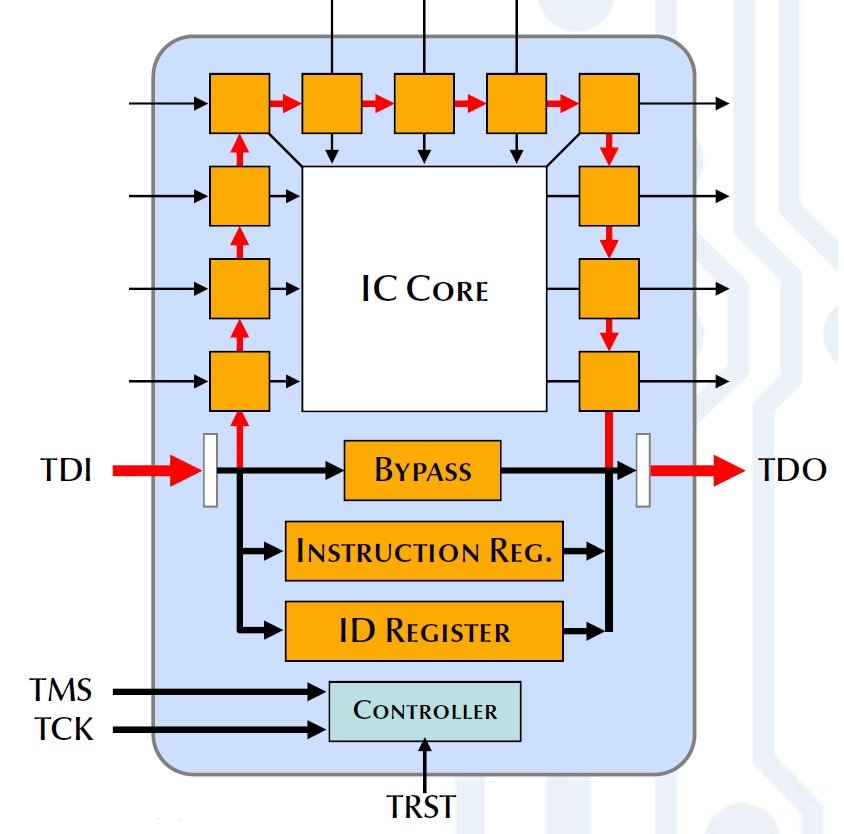 IC CORE
TDI
BYPASS
TDO
INSTRUCTION REG.
ID REGISTER
TMS
CONTROLLER
TCK
TRST